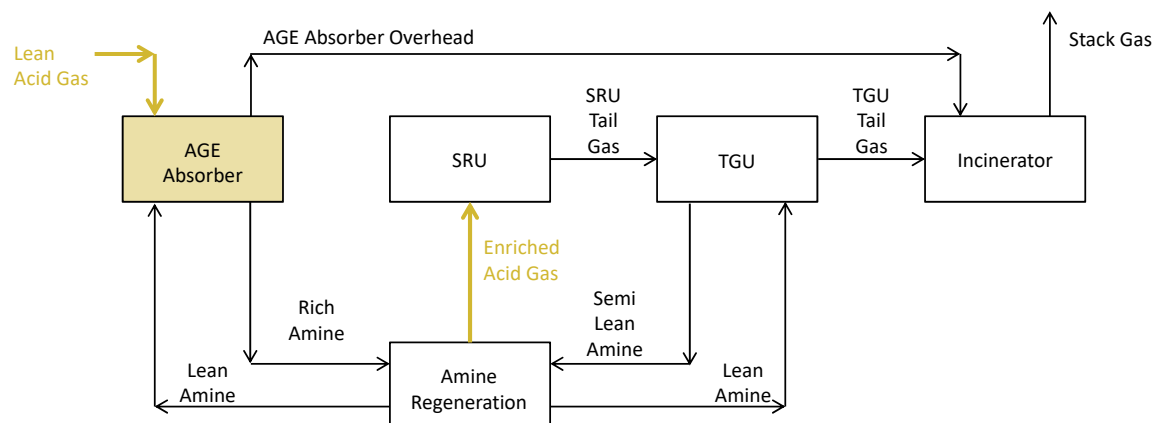 AGE Absorber Overhead
Stack Gas
Lean
Acid Gas
SRU
Tail
Gas
TGU
Tail
Gas
AGE
Absorber
SRU
TGU
Incinerator
Enriched
Acid Gas
Rich
Amine
Semi
Lean
Amine
Lean
Amine
Amine
Regeneration
Lean
Amine